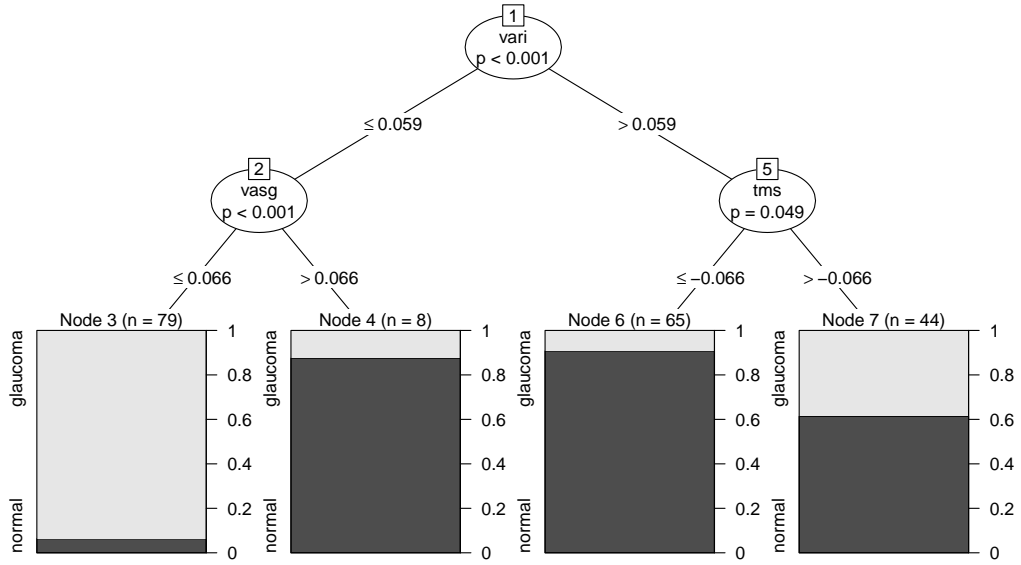 1
vari
p < 0.001
≤ 0.059
> 0.059
2
vasg
p < 0.001
5
tms
p = 0.049
≤ 0.066
> 0.066
≤ −0.066
> −0.066
Node 3 (n = 79)
normal
glaucoma
0
0.2
0.4
0.6
0.8
1
Node 4 (n = 8)
normal
glaucoma
0
0.2
0.4
0.6
0.8
1
Node 6 (n = 65)
normal
glaucoma
0
0.2
0.4
0.6
0.8
1
Node 7 (n = 44)
normal
glaucoma
0
0.2
0.4
0.6
0.8
1